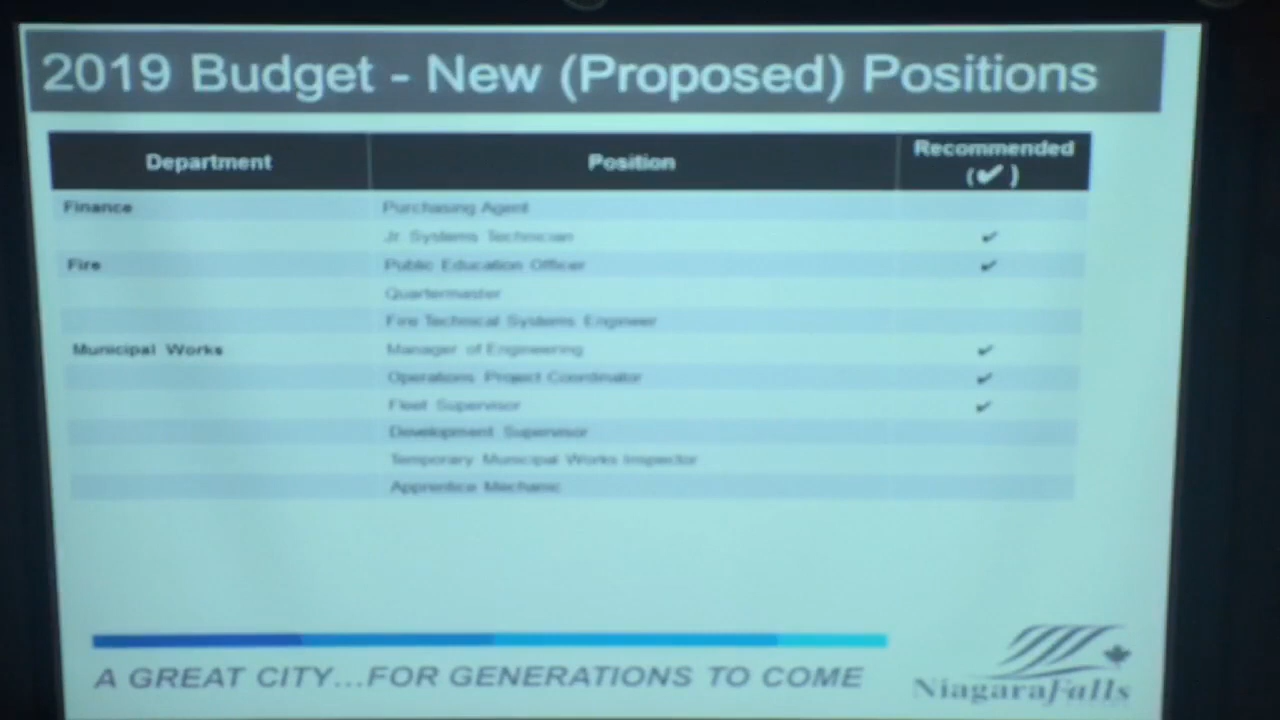 2019 Budget - New (Proposed) Positions
Department Position Recommended
(✔)
Finance Purchasing Agent
Jr. Systems Technician ✔
Fire Public Education Officer ✔
Quartermaster
Fire Technical Systems Engineer
Municipal Works Manager of Engineering ✔
Operations Project Coordinator ✔
Fleet Supervisor ✔
Development Supervisor
Temporary Municipal Works Inspector
Apprentice Mechanic
A GREAT CITY...FOR GENERATIONS TO COME
NiagaraFalls